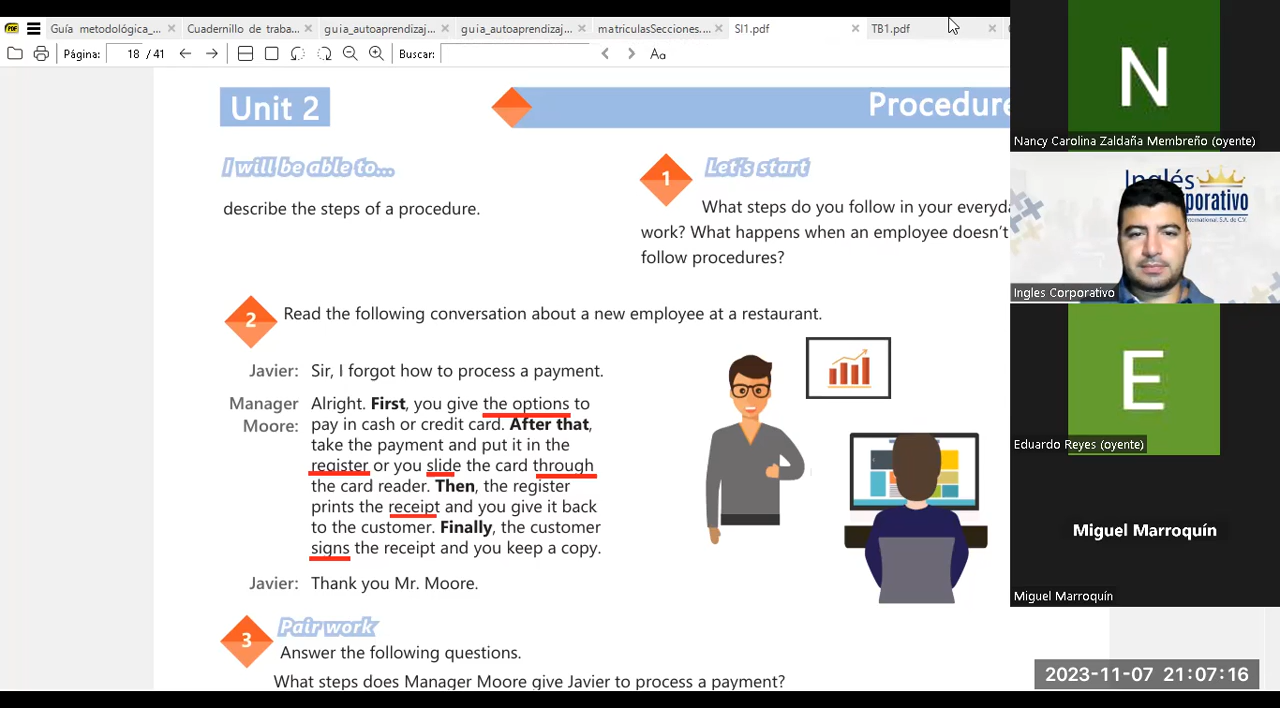 Guía metodológica_...
Cuadernillo de traba...
guia_autoaprendizaj...
guia_autoaprendizaj...
matriculasSecciones....
SI1.pdf
TB1.pdf
Página: 18 / 41
Buscar:
Aa
Unit 2
Procedure
I will be able to...
describe the steps of a procedure.
1
Let's start
What steps do you follow in your everyda
work? What happens when an employee doesn't
follow procedures?
2
Read the following conversation about a new employee at a restaurant.
Javier: Sir, I forgot how to process a payment.
Manager Alright. First, you give the options to
Moore: pay in cash or credit card. After that,
take the payment and put it in the
register or you slide the card through
the card reader. Then, the register
prints the receipt and you give it back
to the customer. Finally, the customer
signs the receipt and you keep a copy.
Javier: Thank you Mr. Moore.
3
Pair work
Answer the following questions.
What steps does Manager Moore give Javier to process a payment?
N
Nancy Carolina Zaldaña Membreño (oyente)
Inglés
porativo
International, S.A. de C.V.
Ingles Corporativo
E
Eduardo Reyes (oyente)
Miguel Marroquín
Miguel Marroquín
2023-11-07 21:07:16